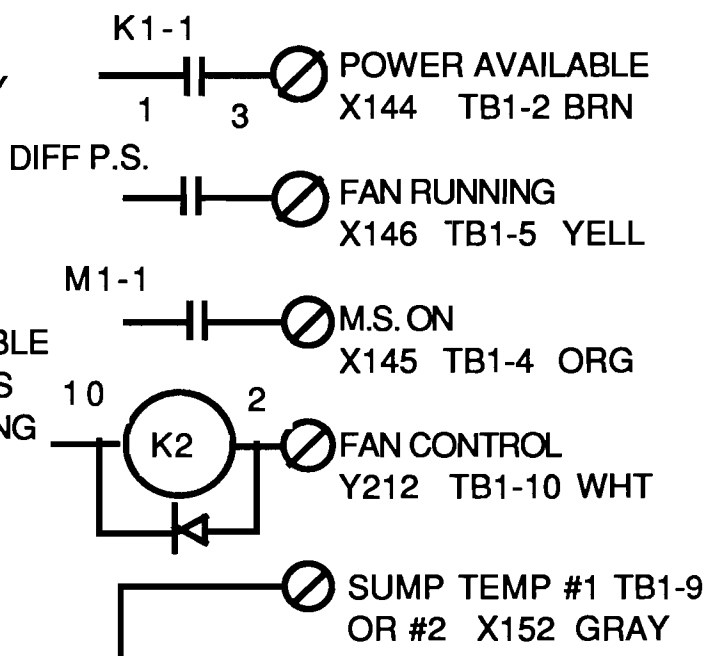 K1-1
POWER AVAILABLE
1 3 X144 TB1-2 BRN
DIFF P.S.
FAN RUNNING
X146 TB1-5 YELL
M1-1
M.S. ON
X145 TB1-4 ORG
10 2
K2 FAN CONTROL
Y212 TB1-10 WHT
SUMP TEMP #1 TB1-9
OR #2 X152 GRAY